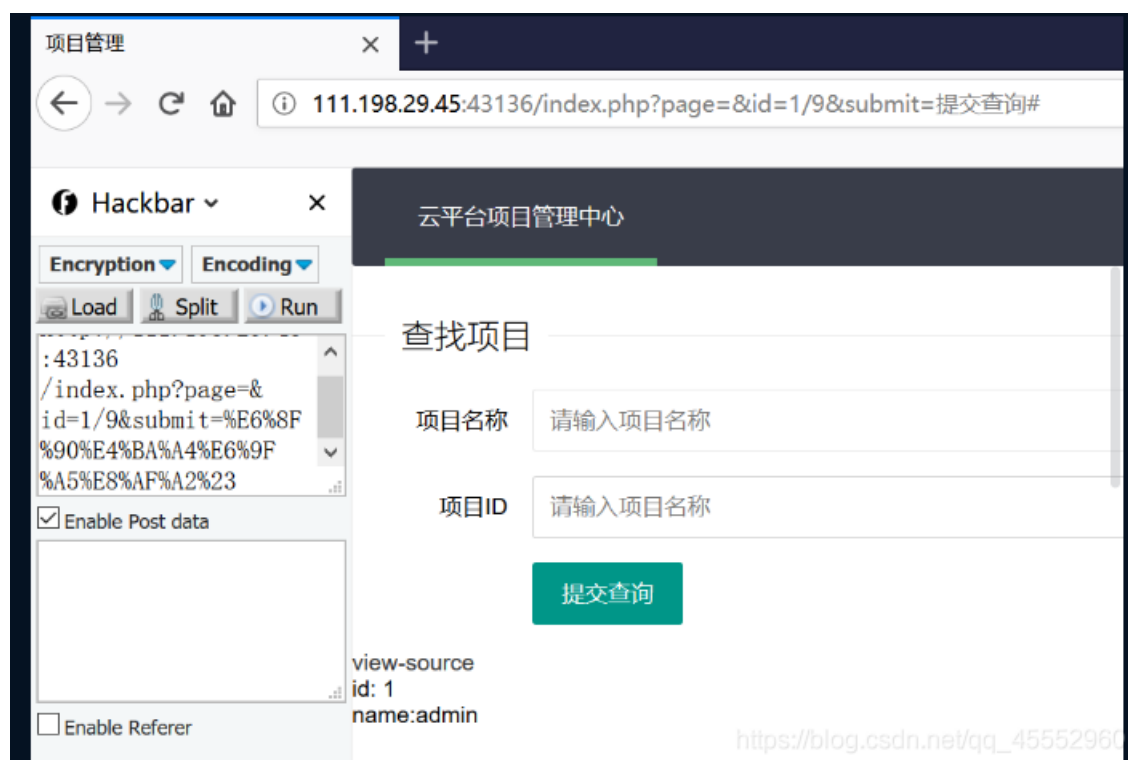 项目管理
111.198.29.45:43136/index.php?page=&id=1/9&submit=提交查询#
Hackbar
云平台项目管理中心
Encryption
Encoding
Load
Split
Run
:43136
/index.php?page=&
id=1/9&submit=%E6%8F
%90%E4%BA%A4%E6%9F
%A5%E8%AF%A2%23
查找项目
项目名称
请输入项目名称
项目ID
请输入项目名称
提交查询
Enable Post data
Enable Referer
view-source
id: 1
name:admin
https://blog.csdn.net/qq_45552960